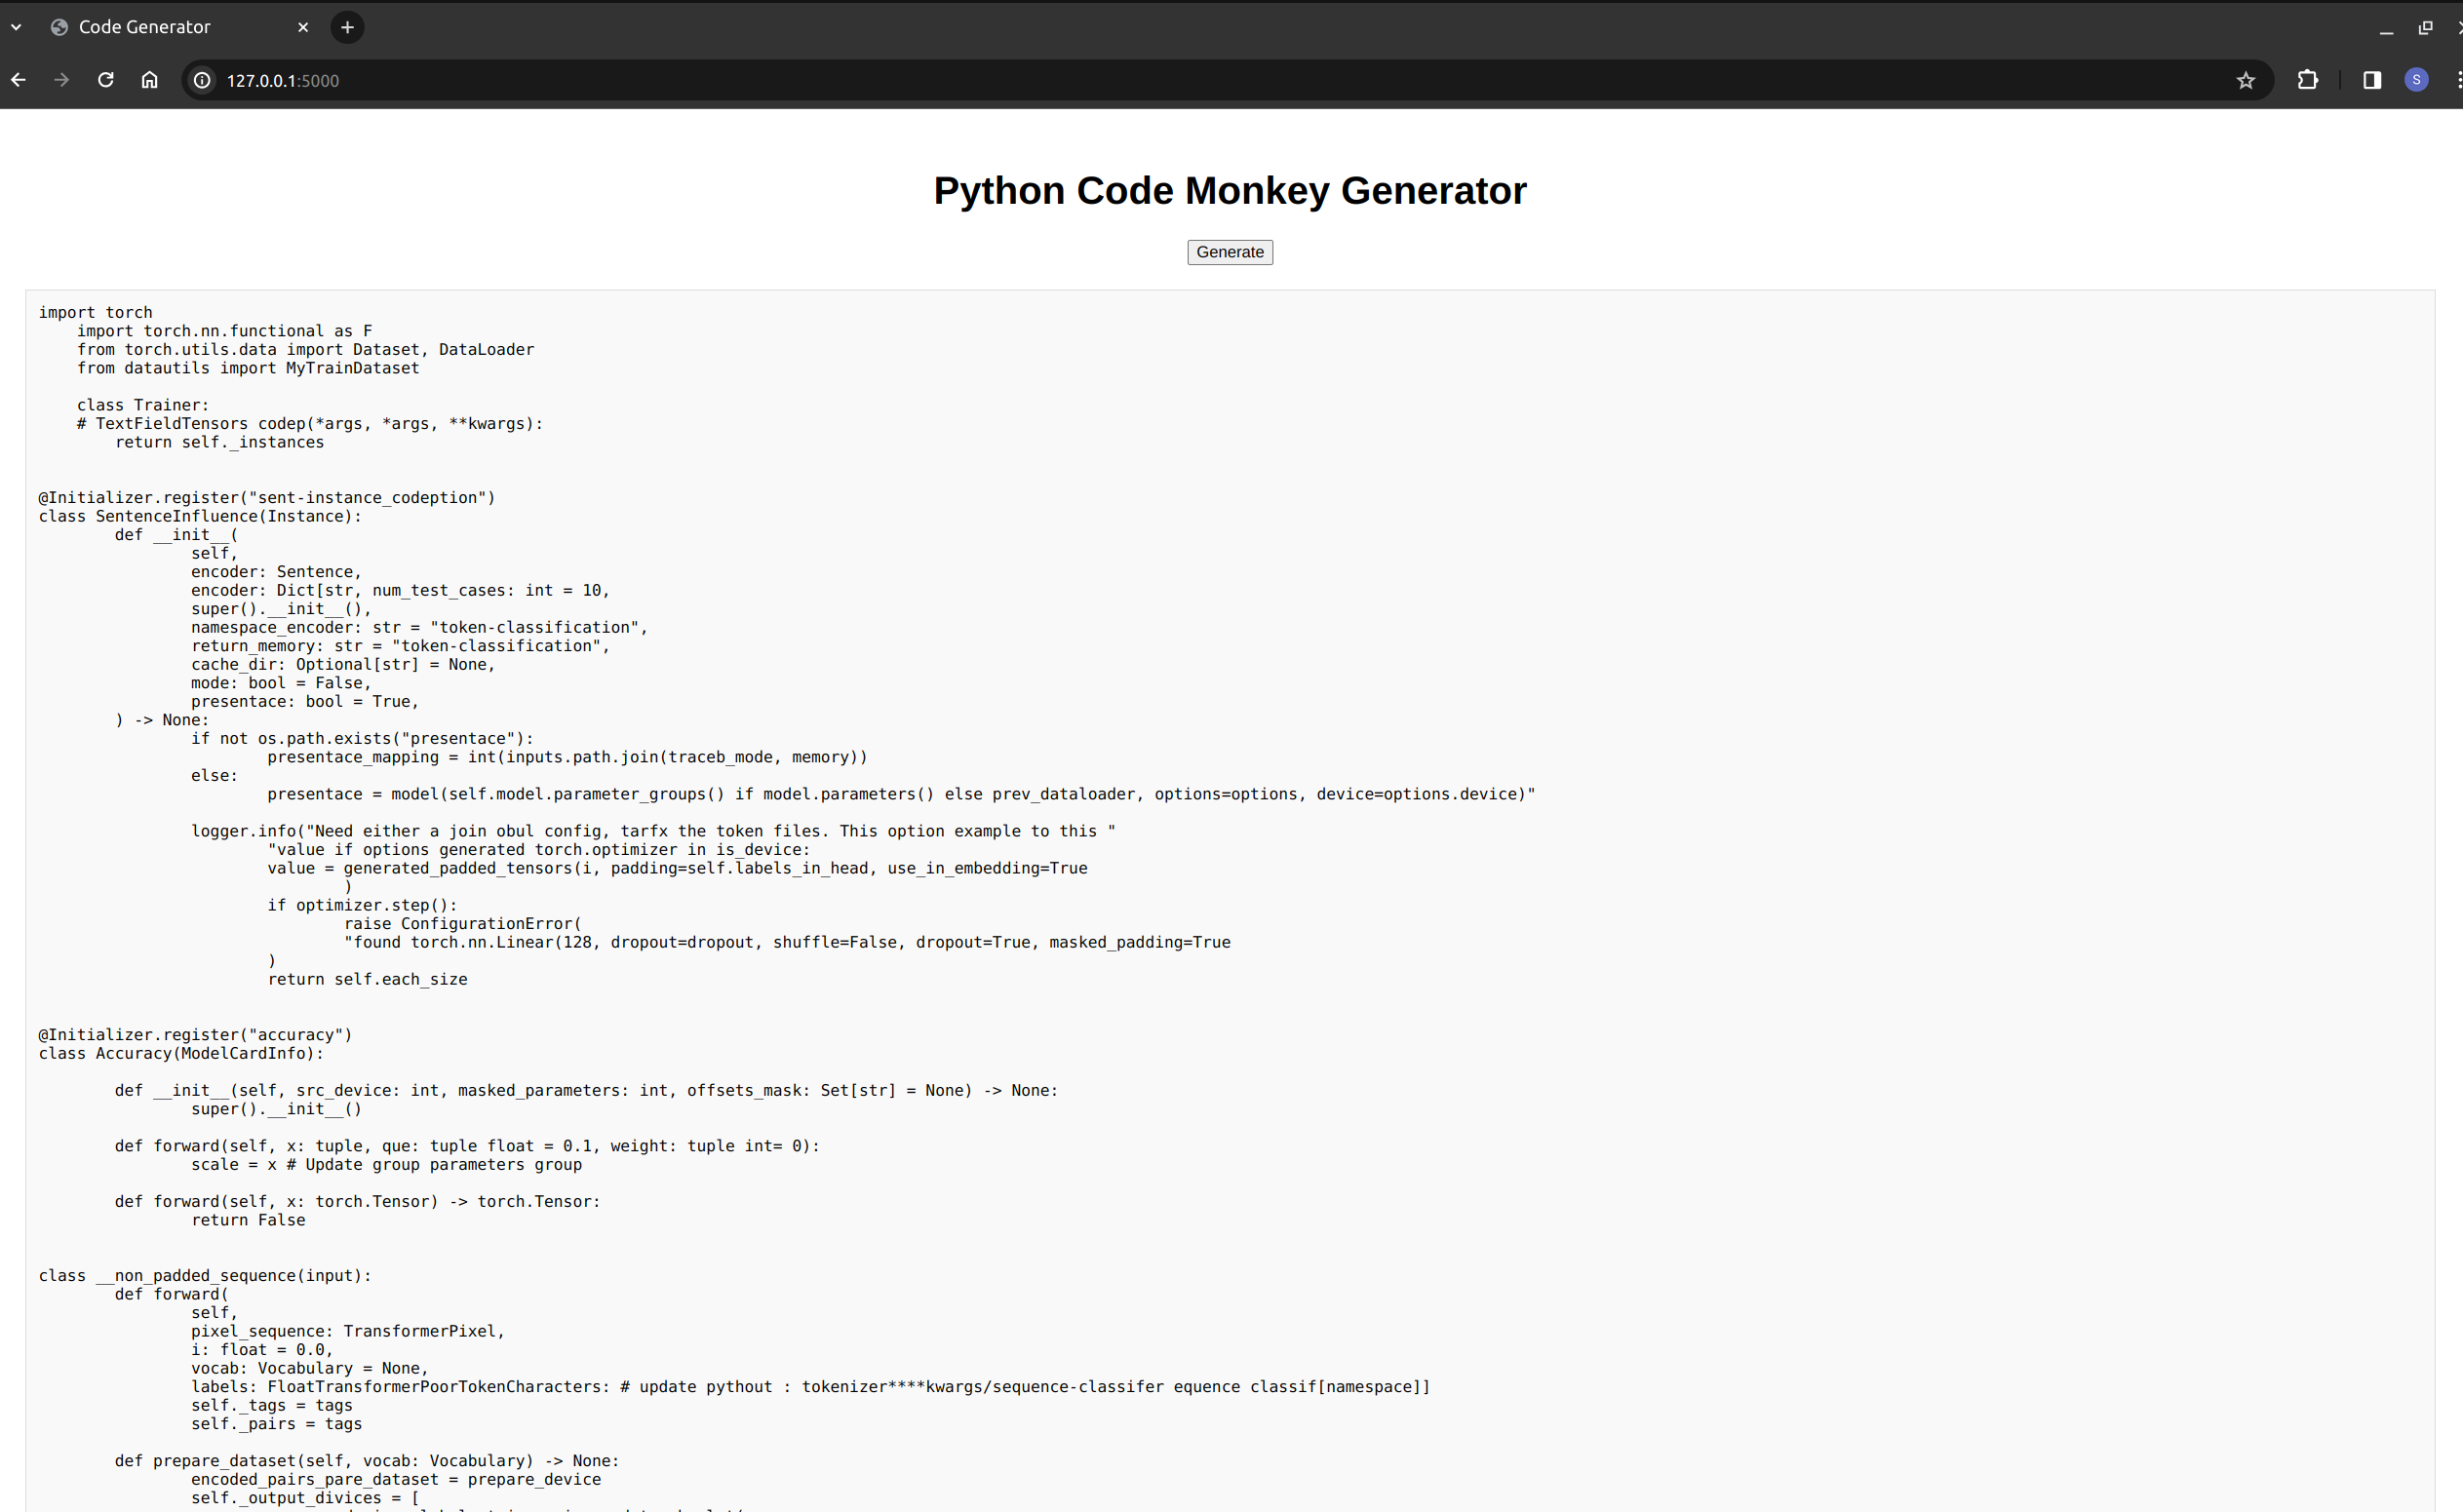 Code Generator
127.0.0.1:5000
S
Python Code Monkey Generator
Generate
import torch
import torch.nn.functional as F
from torch.utils.data import Dataset, DataLoader
from datautils import MyTrainDataset
class Trainer:
# TextFieldTensors codep(*args, *args, **kwargs):
return self._instances
@Initializer.register("sent-instance_codeption")
class SentenceInfluence(Instance):
def __init__(
self,
encoder: Sentence,
encoder: Dict[str, num_test_cases: int = 10,
super().__init__(),
namespace_encoder: str = "token-classification",
return_memory: str = "token-classification",
cache_dir: Optional[str] = None,
mode: bool = False,
presentace: bool = True,
) -> None:
if not os.path.exists("presentace"):
presentace_mapping = int(inputs.path.join(traceb_mode, memory))
else:
presentace = model(self.model.parameter_groups() if model.parameters() else prev_dataloader, options=options, device=options.device)"
logger.info("Need either a join obul config, tarfx the token files. This option example to this "
"value if options generated torch.optimizer in is_device:
value = generated_padded_tensors(i, padding=self.labels_in_head, use_in_embedding=True
)
if optimizer.step():
raise ConfigurationError(
"found torch.nn.Linear(128, dropout=dropout, shuffle=False, dropout=True, masked_padding=True
)
return self.each_size
@Initializer.register("accuracy")
class Accuracy(ModelCardInfo):
def __init__(self, src_device: int, masked_parameters: int, offsets_mask: Set[str] = None) -> None:
super().__init__()
def forward(self, x: tuple, que: tuple float = 0.1, weight: tuple int= 0):
scale = x # Update group parameters group
def forward(self, x: torch.Tensor) -> torch.Tensor:
return False
class __non_padded_sequence(input):
def forward(
self,
pixel_sequence: TransformerPixel,
i: float = 0.0,
vocab: Vocabulary = None,
labels: FloatTransformerPoorTokenCharacters: # update pythout : tokenizer****kwargs/sequence-classifer equence classif[namespace]]
self._tags = tags
self._pairs = tags
def prepare_dataset(self, vocab: Vocabulary) -> None:
encoded_pairs_pare_dataset = prepare_device
self._output_divices = [